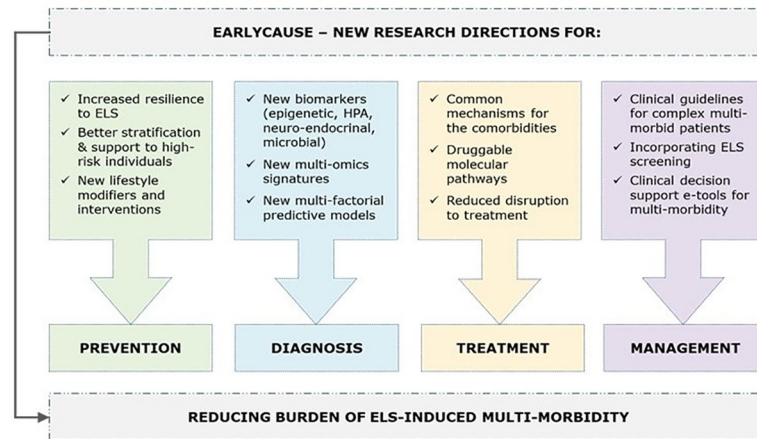 EARLYCAUSE – NEW RESEARCH DIRECTIONS FOR:
✓ Increased resilience
to ELS
✓ Better stratification
& support to high-
risk individuals
✓ New lifestyle
modifiers and
interventions
✓ New biomarkers
(epigenetic, HPA,
neuro-endocrinal,
microbial)
✓ New multi-omics
signatures
✓ New multi-factorial
predictive models
✓ Common
mechanisms for
the comorbidities
✓ Druggable
molecular
pathways
✓ Reduced disruption
to treatment
✓ Clinical guidelines
for complex multi-
morbid patients
✓ Incorporating ELS
screening
✓ Clinical decision
support e-tools for
multi-morbidity
PREVENTION
DIAGNOSIS
TREATMENT
MANAGEMENT
REDUCING BURDEN OF ELS-INDUCED MULTI-MORBIDITY